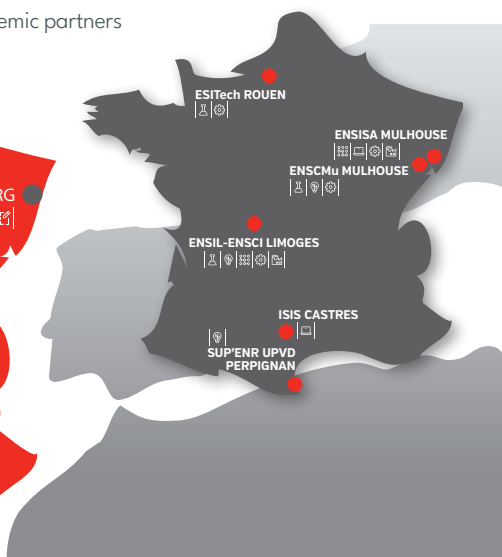 emic partners
ESITech ROUEN
ENSISA MULHOUSE
ENSCMu MULHOUSE
RG
ENSIL-ENSCI LIMOGES
ISIS CASTRES
SUP'ENR UPVD
PERPIGNAN